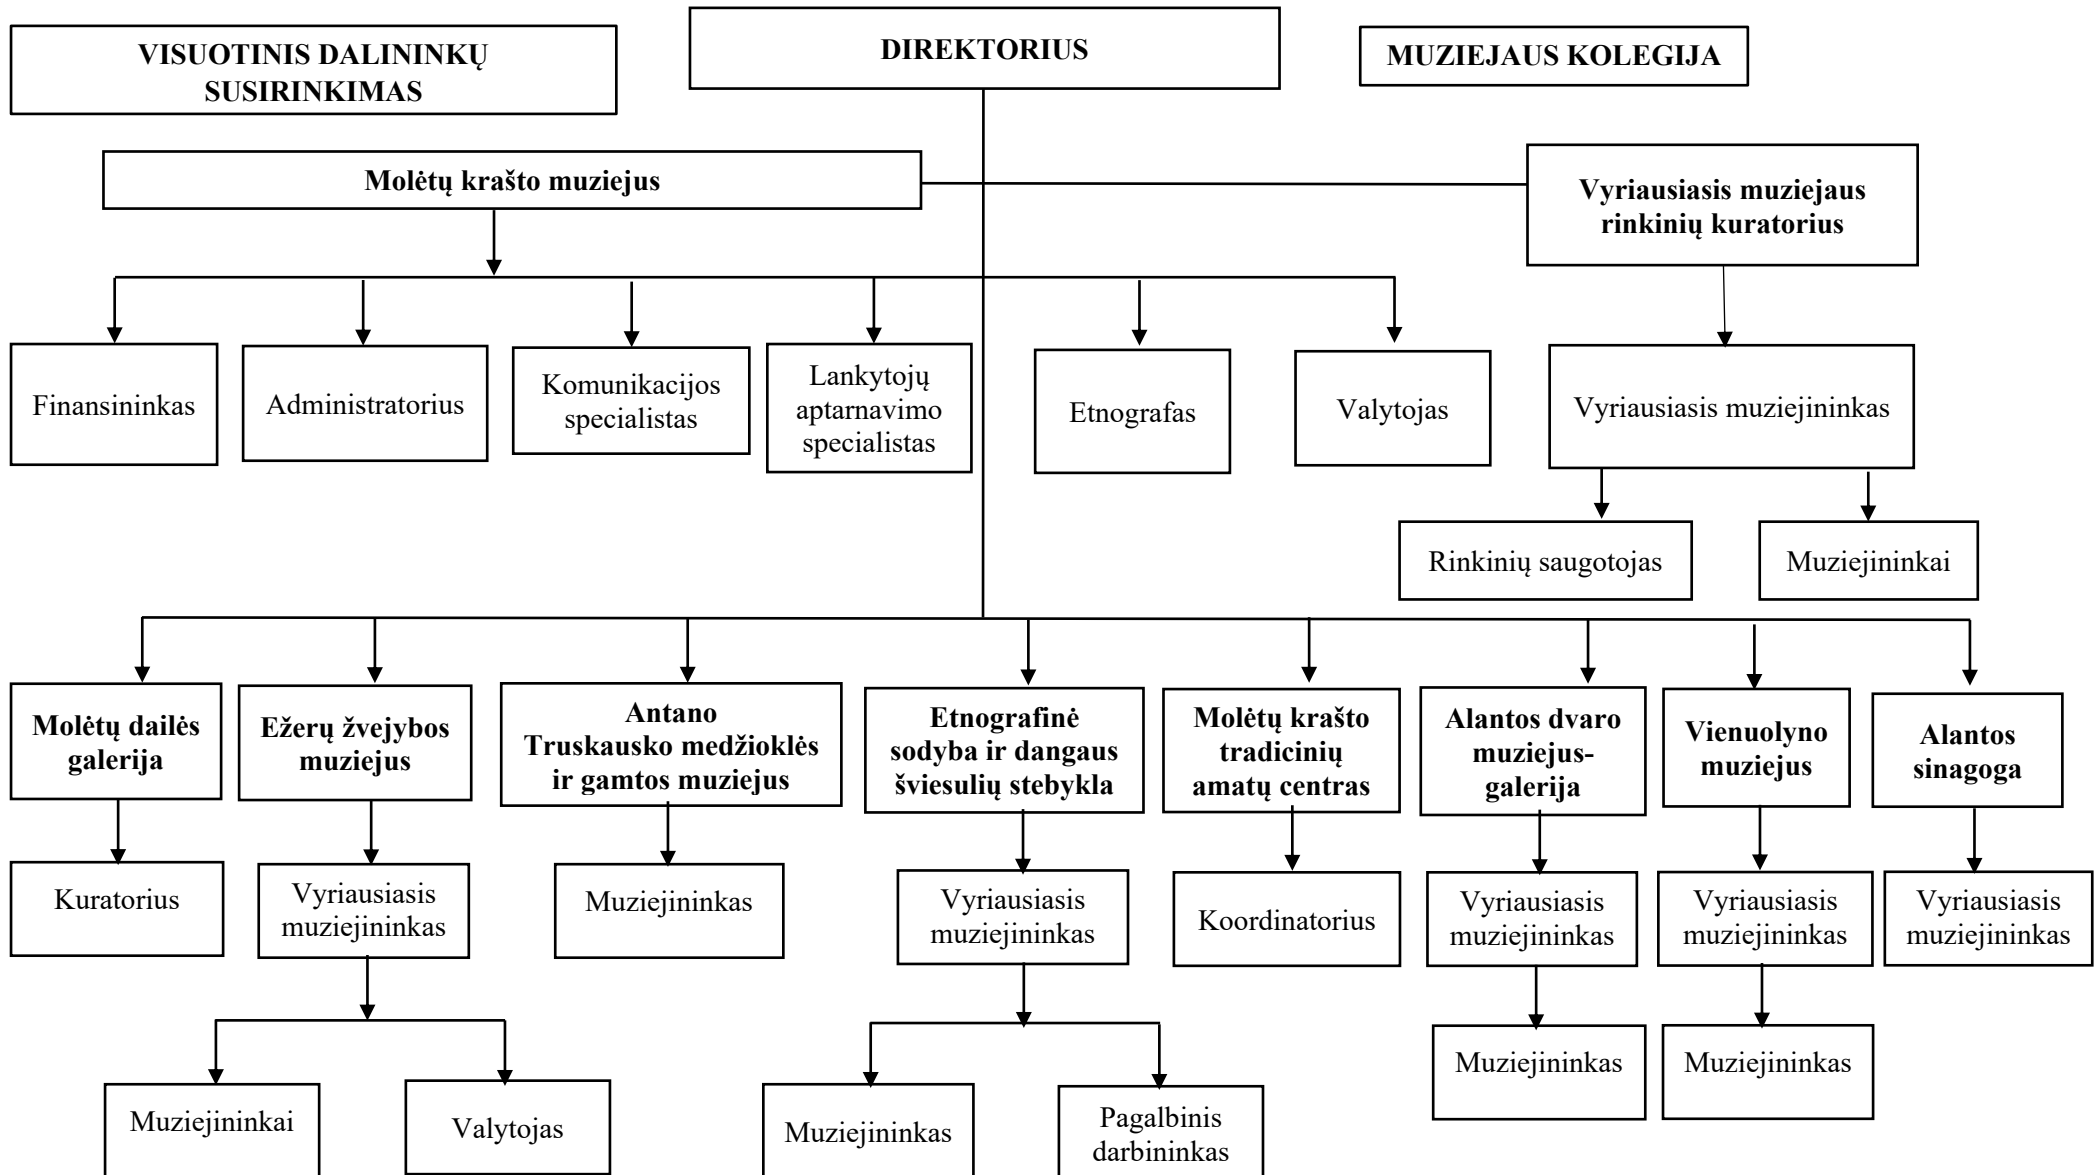 VISUOTINIS DALININKŲ
SUSIRINKIMAS
DIREKTORIUS
MUZIEJAUS KOLEGIJA
Molėtų krašto muziejus
Vyriausiasis muziejaus
rinkinių kuratorius
Finansininkas
Administratorius
Komunikacijos
specialistas
Lankytojų
aptarnavimo
specialistas
Etnografas
Valytojas
Vyriausiasis muziejininkas
Rinkinių saugotojas
Muziejininkai
Molėtų dailės
galerija
Ežerų žvejybos
muziejus
Antano
Truskausko medžioklės
ir gamtos muziejus
Etnografinė
sodyba ir dangaus
šviesulių stebykla
Molėtų krašto
tradicinių
amatų centras
Alantos dvaro
muziejus-
galerija
Vienuolyno
muziejus
Alantos
sinagoga
Kuratorius
Vyriausiasis
muziejininkas
Muziejininkas
Vyriausiasis
muziejininkas
Koordinatorius
Vyriausiasis
muziejininkas
Vyriausiasis
muziejininkas
Vyriausiasis
muziejininkas
Muziejininkai
Valytojas
Muziejininkas
Pagalbinis
darbininkas
Muziejininkas
Muziejininkas